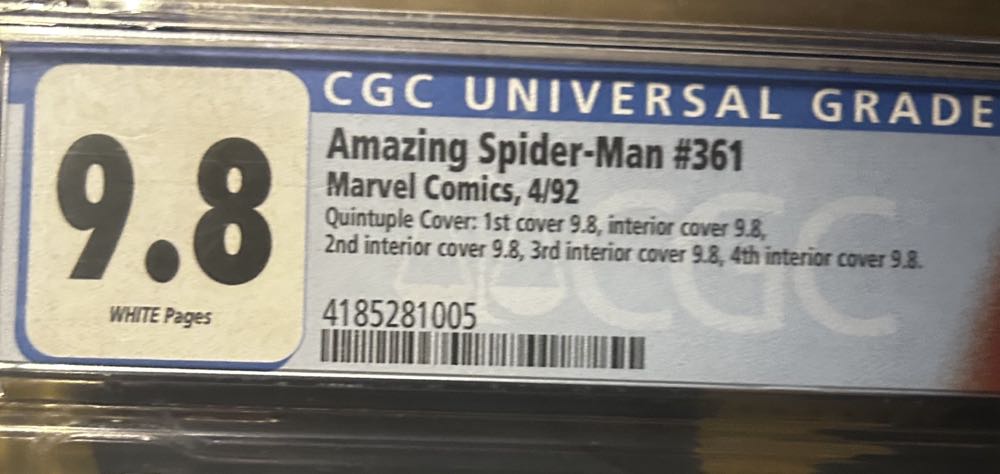 CGC UNIVERSAL GRADE
9.8
WHITE Pages
Amazing Spider-Man #361
Marvel Comics, 4/92
Quintuple Cover: 1st cover 9.8, interior cover 9.8,
2nd interior cover 9.8, 3rd interior cover 9.8, 4th interior cover 9.8.
CGC
4185281005